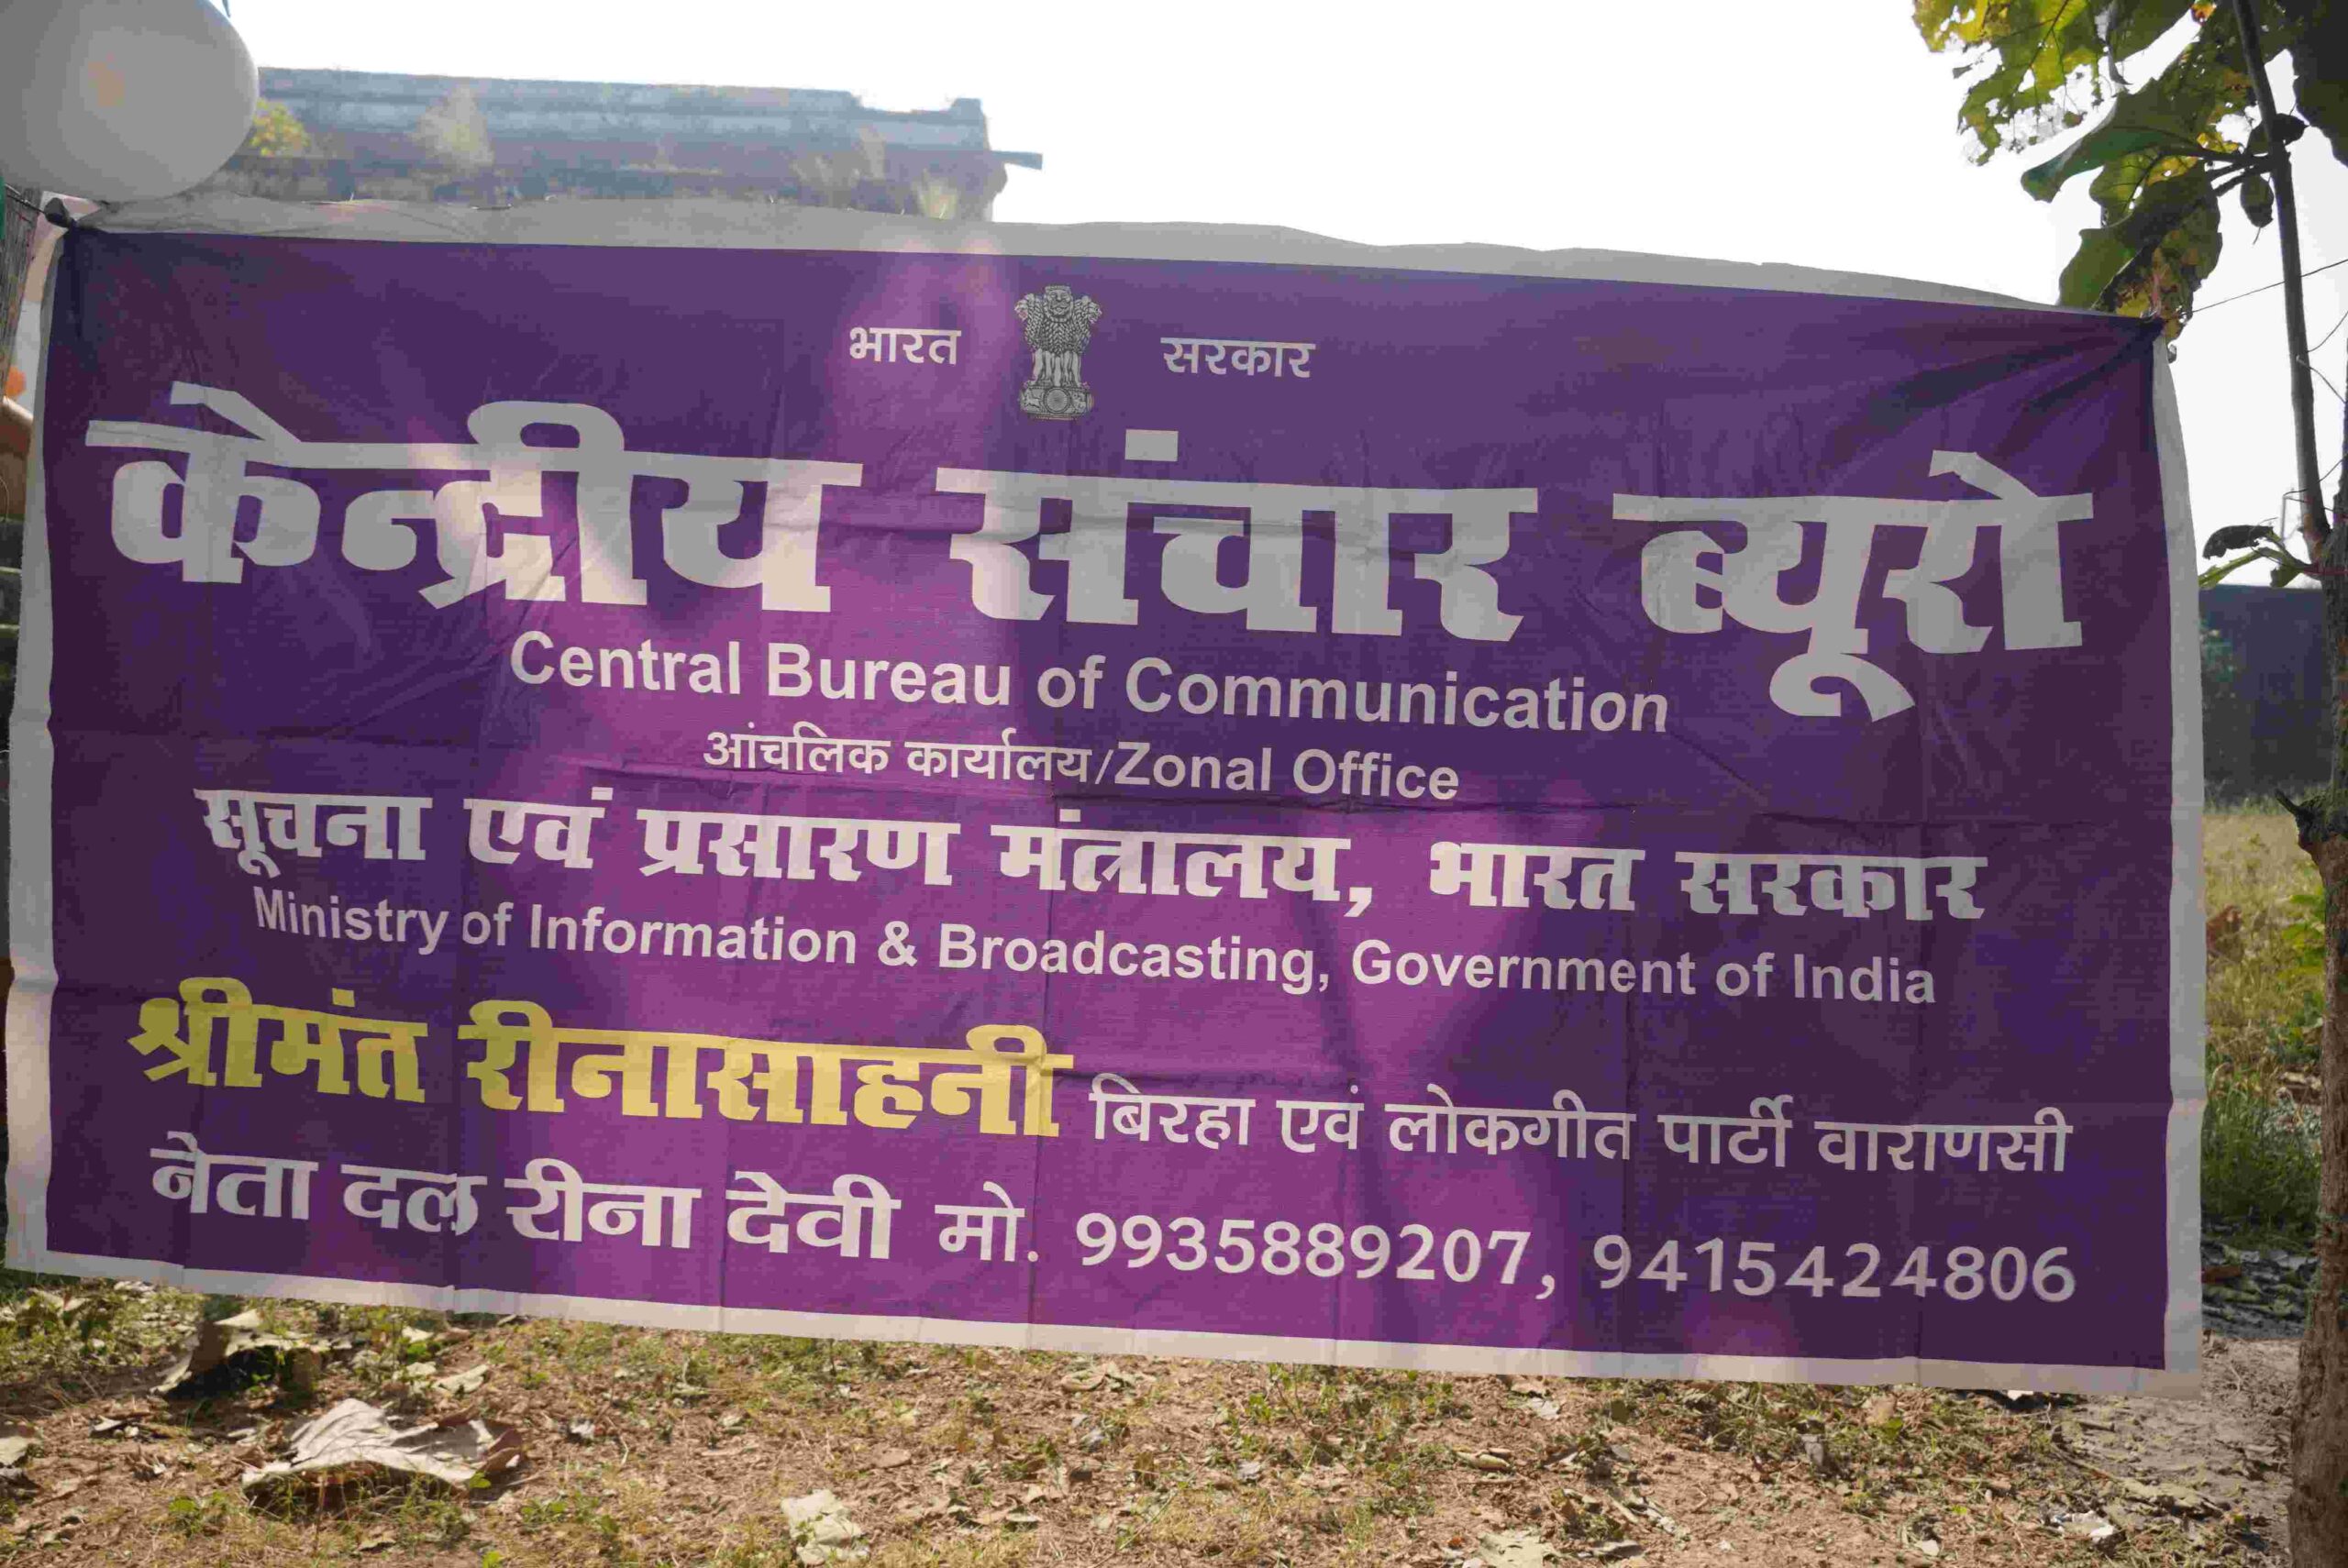 भारत सरकार
केन्द्रीय संचार ब्यूरो
Central Bureau of Communication
आंचलिक कार्यालय/Zonal Office
सूचना एवं प्रसारण मंत्रालय, भारत सरकार
Ministry of Information & Broadcasting, Government of India
श्रीमंत रीनासाहनी बिरहा एवं लोकगीत पार्टी वाराणसी
नेता दल रीना देवी मो. 9935889207, 9415424806